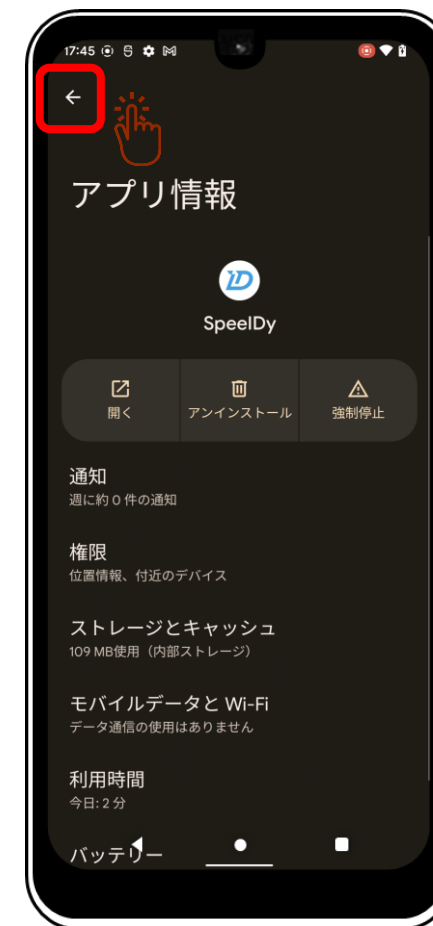 17:45
アプリ情報
SpeelDy
開く
アンインストール
強制停止
通知
週に約 0 件の通知
権限
位置情報、付近のデバイス
ストレージとキャッシュ
109 MB使用（内部ストレージ）
モバイルデータと Wi-Fi
データ通信の使用はありません
利用時間
今日: 2 分
バッテリー